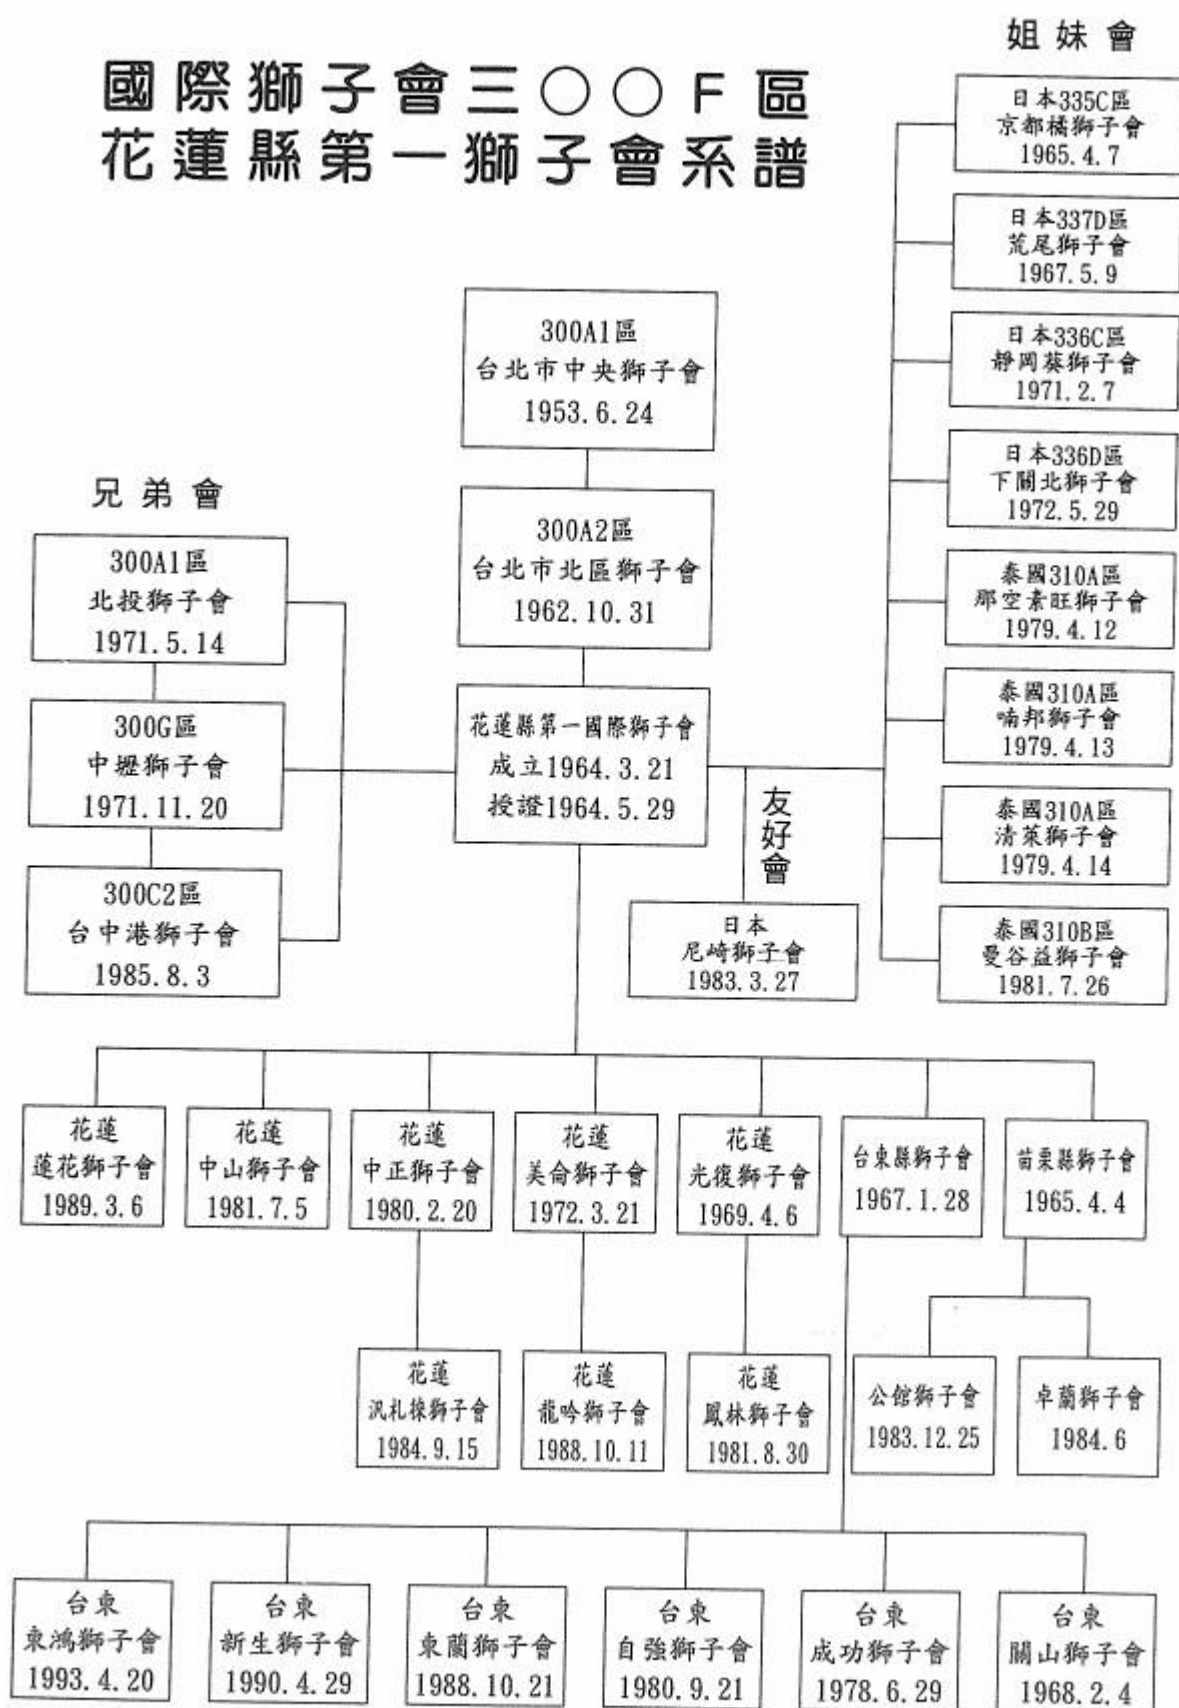 國際獅子會三○○F區
花蓮縣第一獅子會系譜
姐妹會
日本335C區
京都橘獅子會
1965.4.7
日本337D區
荒尾獅子會
1967.5.9
日本336C區
靜岡葵獅子會
1971.2.7
日本336D區
下關北獅子會
1972.5.29
泰國310A區
那空素旺獅子會
1979.4.12
泰國310A區
喃邦獅子會
1979.4.13
泰國310A區
清萊獅子會
1979.4.14
泰國310B區
曼谷益獅子會
1981.7.26
300A1區
台北市中央獅子會
1953.6.24
300A2區
台北市北區獅子會
1962.10.31
花蓮縣第一國際獅子會
成立1964.3.21
授證1964.5.29
兄弟會
300A1區
北投獅子會
1971.5.14
300G區
中壢獅子會
1971.11.20
300C2區
台中港獅子會
1985.8.3
友好會
日本
尼崎獅子會
1983.3.27
花蓮
蓮花獅子會
1989.3.6
花蓮
中山獅子會
1981.7.5
花蓮
中正獅子會
1980.2.20
花蓮
美侖獅子會
1972.3.21
花蓮
光復獅子會
1969.4.6
台東縣獅子會
1967.1.28
苗栗縣獅子會
1965.4.4
花蓮
汎札徠獅子會
1984.9.15
花蓮
龍吟獅子會
1988.10.11
花蓮
鳳林獅子會
1981.8.30
公館獅子會
1983.12.25
卓蘭獅子會
1984.6
台東
東鴻獅子會
1993.4.20
台東
新生獅子會
1990.4.29
台東
東蘭獅子會
1988.10.21
台東
自強獅子會
1980.9.21
台東
成功獅子會
1978.6.29
台東
關山獅子會
1968.2.4